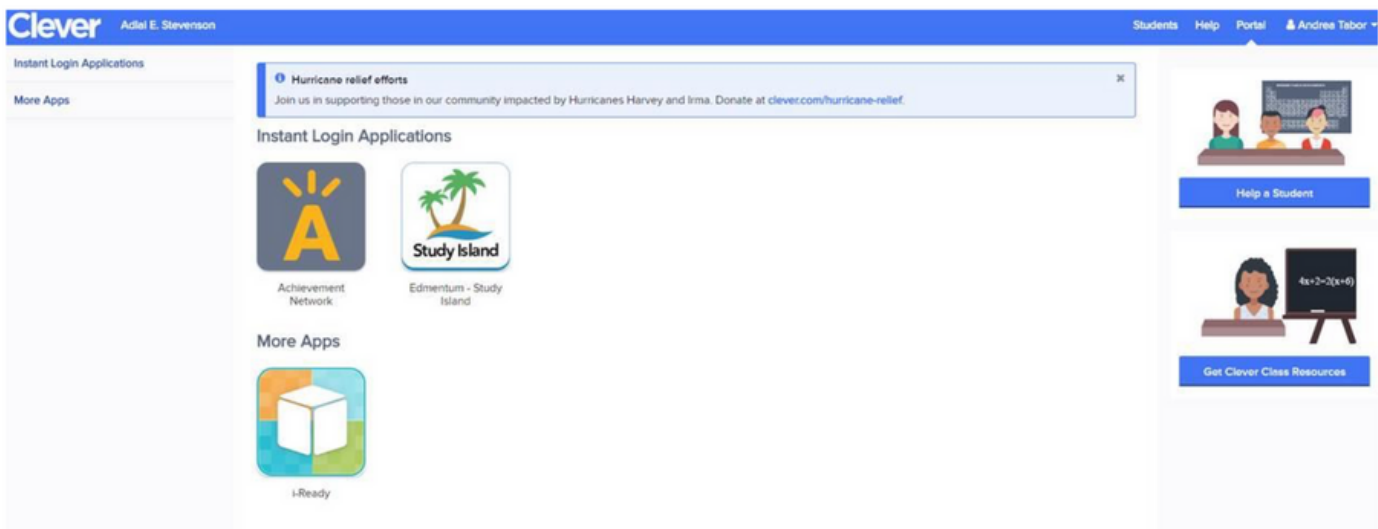 Clever Adlai E. Stevenson Students Help Portal Andrea Tabor
Instant Login Applications
More Apps
Hurricane relief efforts
Join us in supporting those in our community impacted by Hurricanes Harvey and Irma. Donate at clever.com/hurricane-relief.
Instant Login Applications
A
Study Island
Achievement
Network
Edmentum - Study
Island
More Apps
i-Ready
Help a Student
4x+2=2(x+6)
Get Clever Class Resources